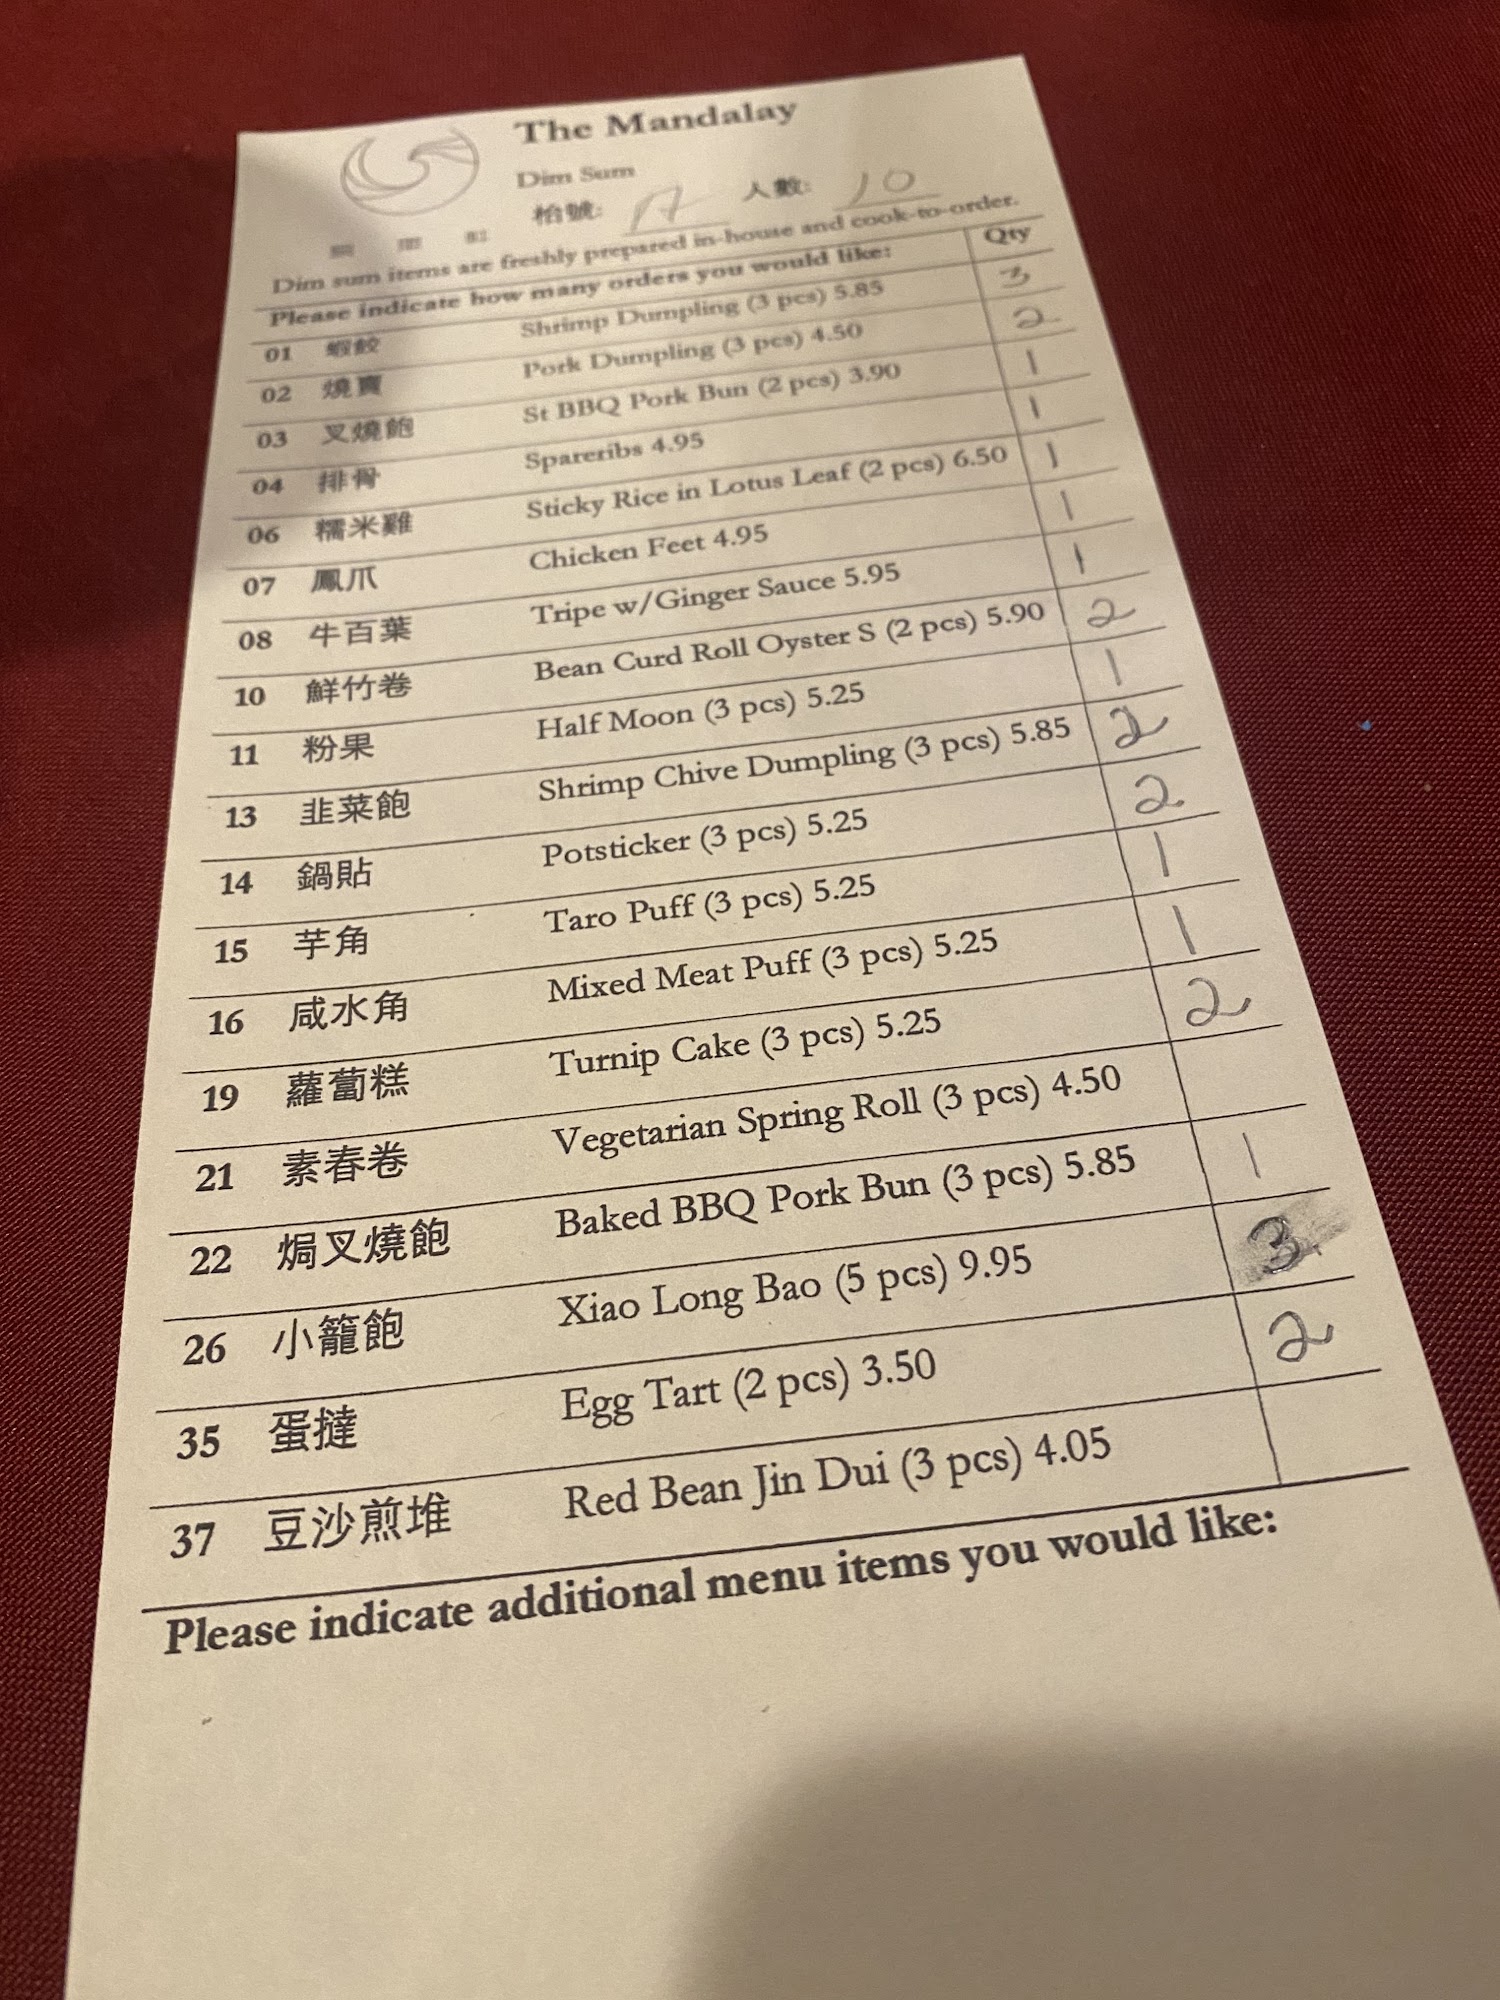 The Mandalay
Dim Sum
枱號: 人數: 10
Dim sum items are freshly prepared in-house and cook-to-order.
Please indicate how many orders you would like: Qty
01 蝦餃 Shrimp Dumpling (3 pcs) 5.85 3
02 燒賣 Pork Dumpling (3 pcs) 4.50 2
03 叉燒飽 St BBQ Pork Bun (2 pcs) 3.90 1
04 排骨 Spareribs 4.95 1
06 糯米雞 Sticky Rice in Lotus Leaf (2 pcs) 6.50 1
07 鳳爪 Chicken Feet 4.95 1
08 牛百葉 Tripe w/Ginger Sauce 5.95 1
10 鮮竹卷 Bean Curd Roll Oyster S (2 pcs) 5.90 2
11 粉果 Half Moon (3 pcs) 5.25 1
13 韭菜飽 Shrimp Chive Dumpling (3 pcs) 5.85 2
14 鍋貼 Potsticker (3 pcs) 5.25 2
15 芋角 Taro Puff (3 pcs) 5.25 1
16 咸水角 Mixed Meat Puff (3 pcs) 5.25 1
19 蘿蔔糕 Turnip Cake (3 pcs) 5.25 2
21 素春卷 Vegetarian Spring Roll (3 pcs) 4.50
22 焗叉燒飽 Baked BBQ Pork Bun (3 pcs) 5.85 1
26 小籠飽 Xiao Long Bao (5 pcs) 9.95 3
35 蛋撻 Egg Tart (2 pcs) 3.50 2
37 豆沙煎堆 Red Bean Jin Dui (3 pcs) 4.05
Please indicate additional menu items you would like: